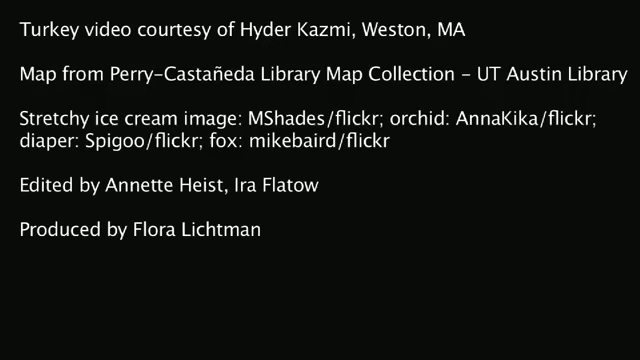 Turkey video courtesy of Hyder Kazmi, Weston, MA
Map from Perry-Castañeda Library Map Collection - UT Austin Library
Stretchy ice cream image: MShades/flickr; orchid: AnnaKika/flickr;
diaper: Spigoo/flickr; fox: mikebaird/flickr
Edited by Annette Heist, Ira Flatow
Produced by Flora Lichtman